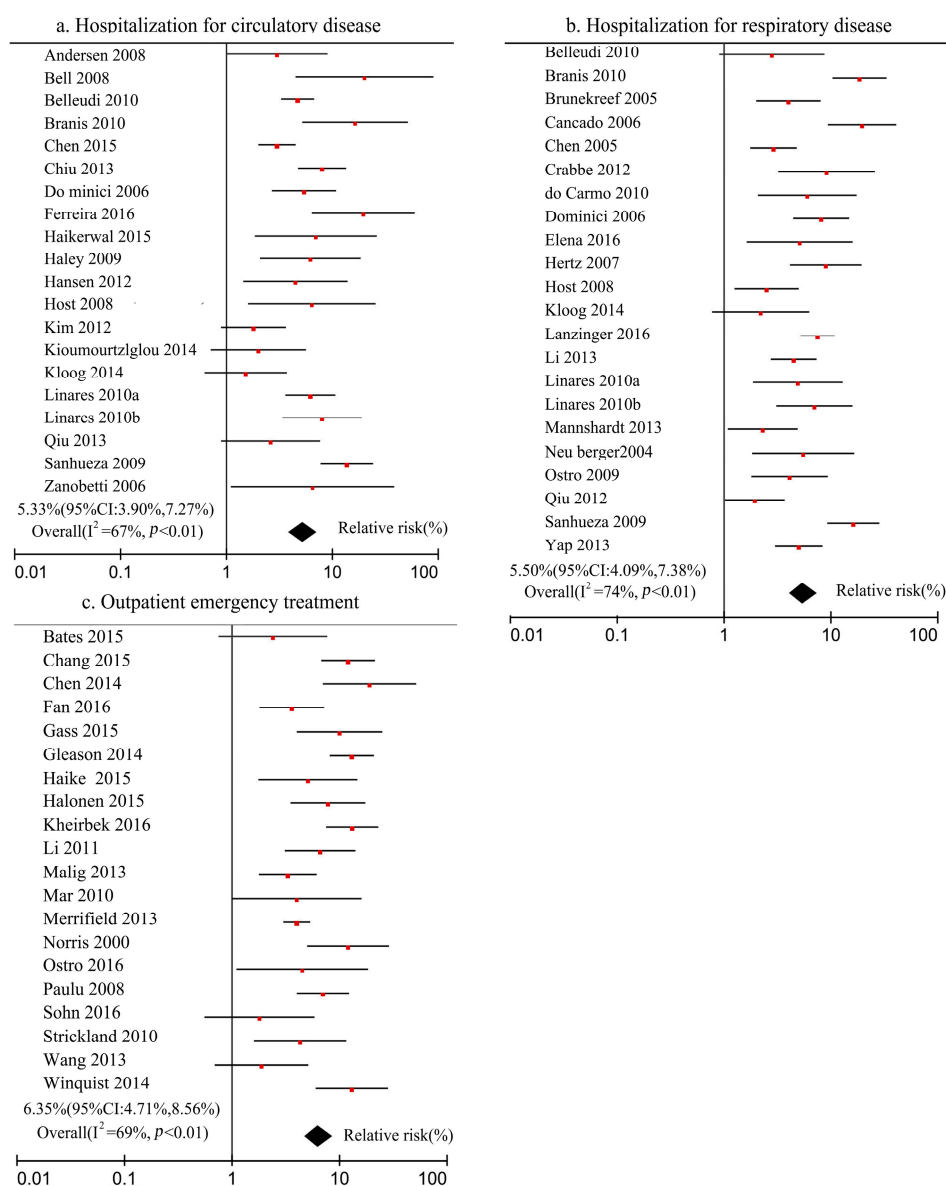 a. Hospitalization for circulatory disease
Andersen 2008
Bell 2008
Belleudi 2010
Branis 2010
Chen 2015
Chiu 2013
Do minici 2006
Ferreira 2016
Haikerwal 2015
Haley 2009
Hansen 2012
Host 2008
Kim 2012
Kioumourtzlglou 2014
Kloog 2014
Linares 2010a
Linarcs 2010b
Qiu 2013
Sanhueza 2009
Zanobetti 2006
5.33%(95%CI:3.90%,7.27%)
Overall(I²=67%, p<0.01) Relative risk(%)
0.01 0.1 1 10 100
b. Hospitalization for respiratory disease
Belleudi 2010
Branis 2010
Brunekreef 2005
Cancado 2006
Chen 2005
Crabbe 2012
do Carmo 2010
Dominici 2006
Elena 2016
Hertz 2007
Host 2008
Kloog 2014
Lanzinger 2016
Li 2013
Linares 2010a
Linares 2010b
Mannshardt 2013
Neu berger2004
Ostro 2009
Qiu 2012
Sanhueza 2009
Yap 2013
5.50%(95%CI:4.09%,7.38%)
Overall(I²=74%, p<0.01) Relative risk(%)
0.01 0.1 1 10 100
c. Outpatient emergency treatment
Bates 2015
Chang 2015
Chen 2014
Fan 2016
Gass 2015
Gleason 2014
Haike 2015
Halonen 2015
Kheirbek 2016
Li 2011
Malig 2013
Mar 2010
Merrifield 2013
Norris 2000
Ostro 2016
Paulu 2008
Sohn 2016
Strickland 2010
Wang 2013
Winquist 2014
6.35%(95%CI:4.71%,8.56%)
Overall(I²=69%, p<0.01) Relative risk(%)
0.01 0.1 1 10 100